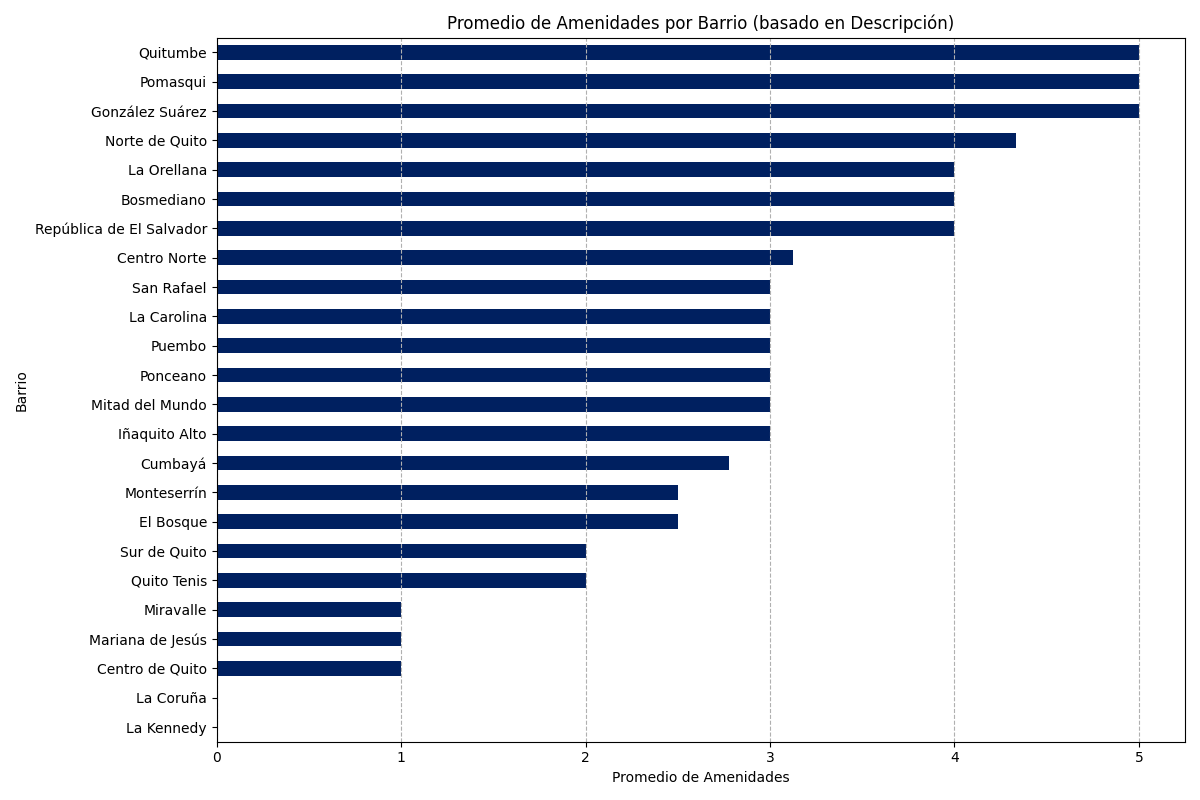 Promedio de Amenidades por Barrio (basado en Descripción)
Quitumbe
Pomasqui
González Suárez
Norte de Quito
La Orellana
Bosmediano
República de El Salvador
Centro Norte
San Rafael
La Carolina
Puembo
Ponceano
Mitad del Mundo
Iñaquito Alto
Cumbayá
Monteserrín
El Bosque
Sur de Quito
Quito Tenis
Miravalle
Mariana de Jesús
Centro de Quito
La Coruña
La Kennedy
Barrio
0 1 2 3 4 5
Promedio de Amenidades